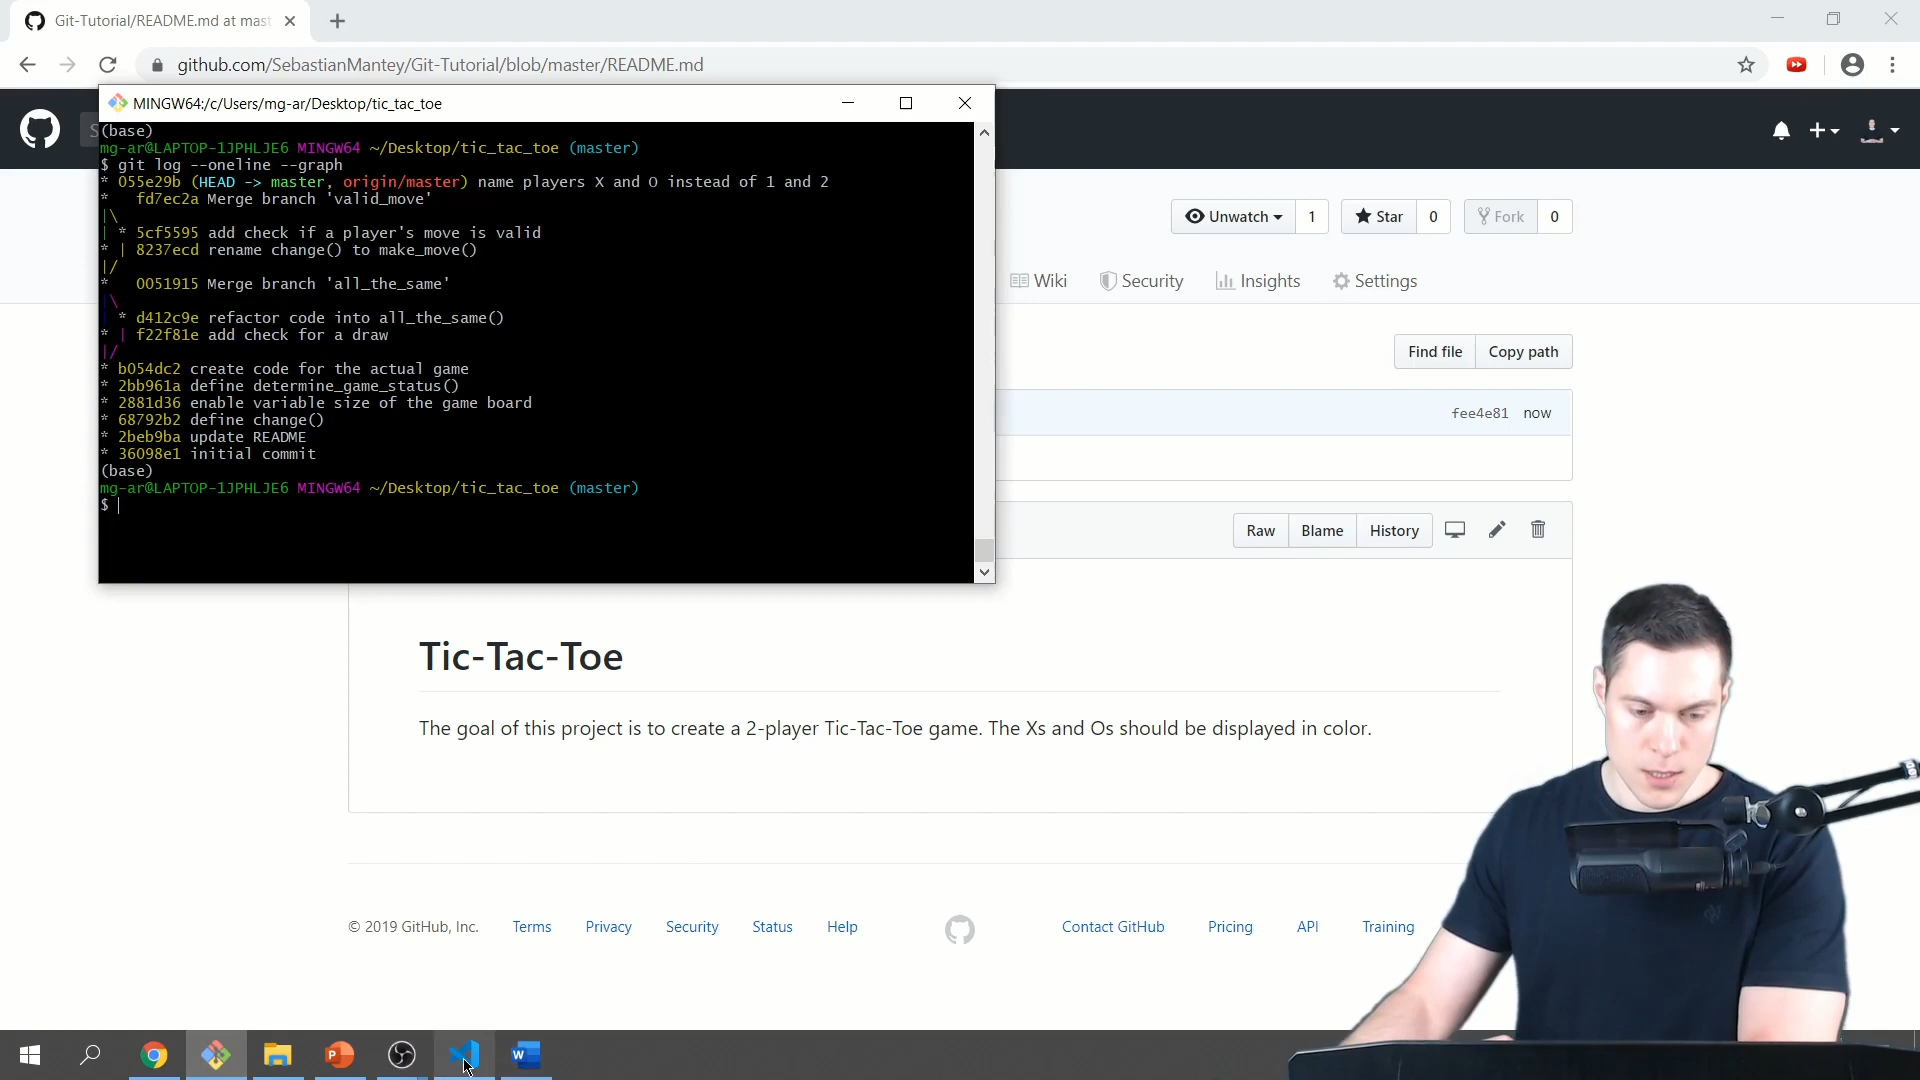 Git-Tutorial/README.md at mast
github.com/SebastianMantey/Git-Tutorial/blob/master/README.md
MINGW64:/c/Users/mg-ar/Desktop/tic_tac_toe
S
(base)
mg-ar@LAPTOP-1JPHLJE6 MINGW64 ~/Desktop/tic_tac_toe (master)
$ git log --oneline --graph
* 055e29b (HEAD -> master, origin/master) name players X and O instead of 1 and 2
*   fd7ec2a Merge branch 'valid_move'
|\
| * 5cf5595 add check if a player's move is valid
* | 8237ecd rename change() to make_move()
|/
*   0051915 Merge branch 'all_the_same'
|\
| * d412c9e refactor code into all_the_same()
* | f22f81e add check for a draw
|/
* b054dc2 create code for the actual game
* 2bb961a define determine_game_status()
* 2881d36 enable variable size of the game board
* 68792b2 define change()
* 2beb9ba update README
* 36098e1 initial commit
(base)
mg-ar@LAPTOP-1JPHLJE6 MINGW64 ~/Desktop/tic_tac_toe (master)
$
Unwatch 1 Star 0 Fork 0
Wiki Security Insights Settings
Find file Copy path
fee4e81 now
Raw Blame History
Tic-Tac-Toe
The goal of this project is to create a 2-player Tic-Tac-Toe game. The Xs and Os should be displayed in color.
© 2019 GitHub, Inc. Terms Privacy Security Status Help Contact GitHub Pricing API Training